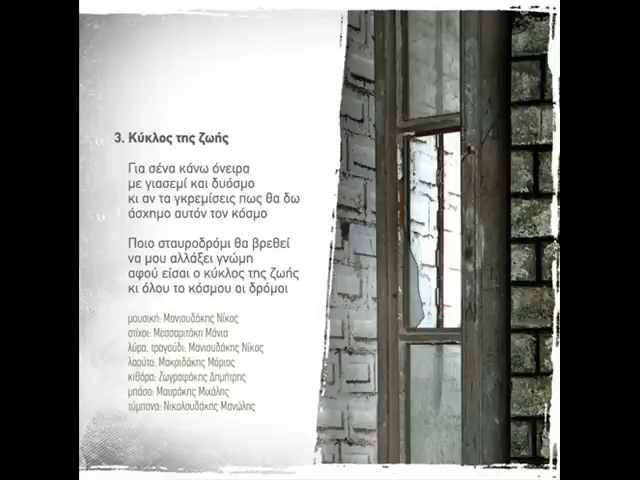 3. Κύκλος της ζωής
Για σένα κάνω όνειρα
με γιασεμί και δυόσμο
κι αν τα γκρεμίσεις πως θα δω
άσχημο αυτόν τον κόσμο
Ποιο σταυροδρόμι θα βρεθεί
να μου αλλάξει γνώμη
αφού είσαι ο κύκλος της ζωής
κι όλου το κόσμου οι δρόμοι
μουσική: Μανιουδάκης Νίκος
στίχοι: Μεσσαριτάκη Μάνια
λύρα, τραγούδι: Μανιουδάκης Νίκος
λαούτο: Μακριδάκης Μάριος
κιθάρα: Ζωγραφάκης Δημήτρης
μπάσο: Μαυράκης Μιχάλης
τύμπανα: Νικολουδάκης Μανώλης